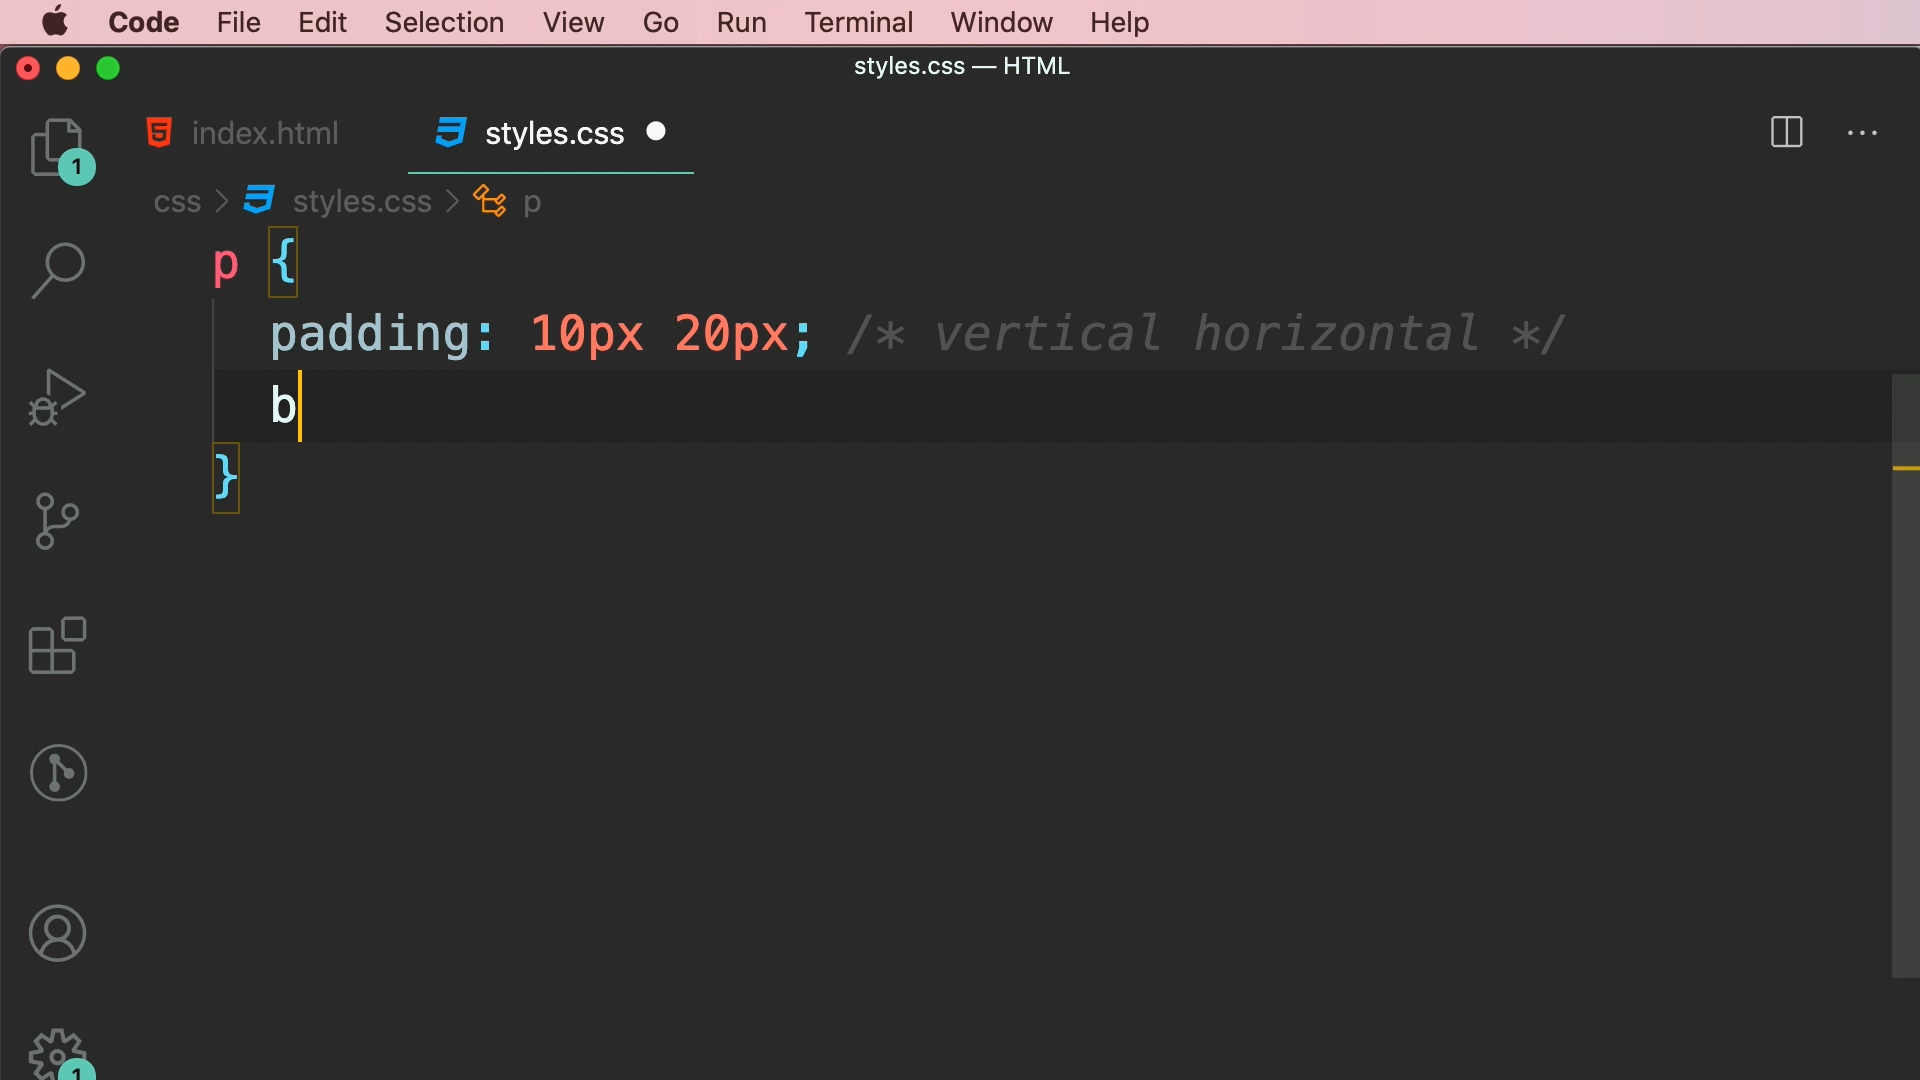 Code File Edit Selection View Go Run Terminal Window Help
styles.css — HTML
index.html styles.css
1
css > styles.css > p
p {
padding: 10px 20px; /* vertical horizontal */
b
}
1